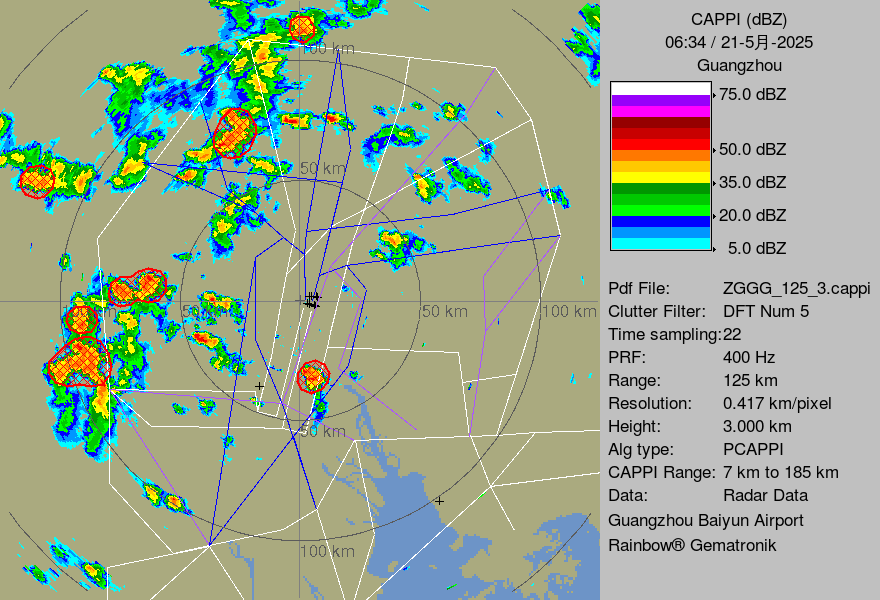 CAPPI (dBZ)
06:34 / 21-5月-2025
Guangzhou
75.0 dBZ
50.0 dBZ
35.0 dBZ
20.0 dBZ
5.0 dBZ
Pdf File: ZGGG_125_3.cappi
Clutter Filter: DFT Num 5
Time sampling:22
PRF: 400 Hz
Range: 125 km
Resolution: 0.417 km/pixel
Height: 3.000 km
Alg type: PCAPPI
CAPPI Range: 7 km to 185 km
Data: Radar Data
Guangzhou Baiyun Airport
Rainbow® Gematronik
100 km
50 km
100 km
50 km
50 km
100 km
50 km
100 km